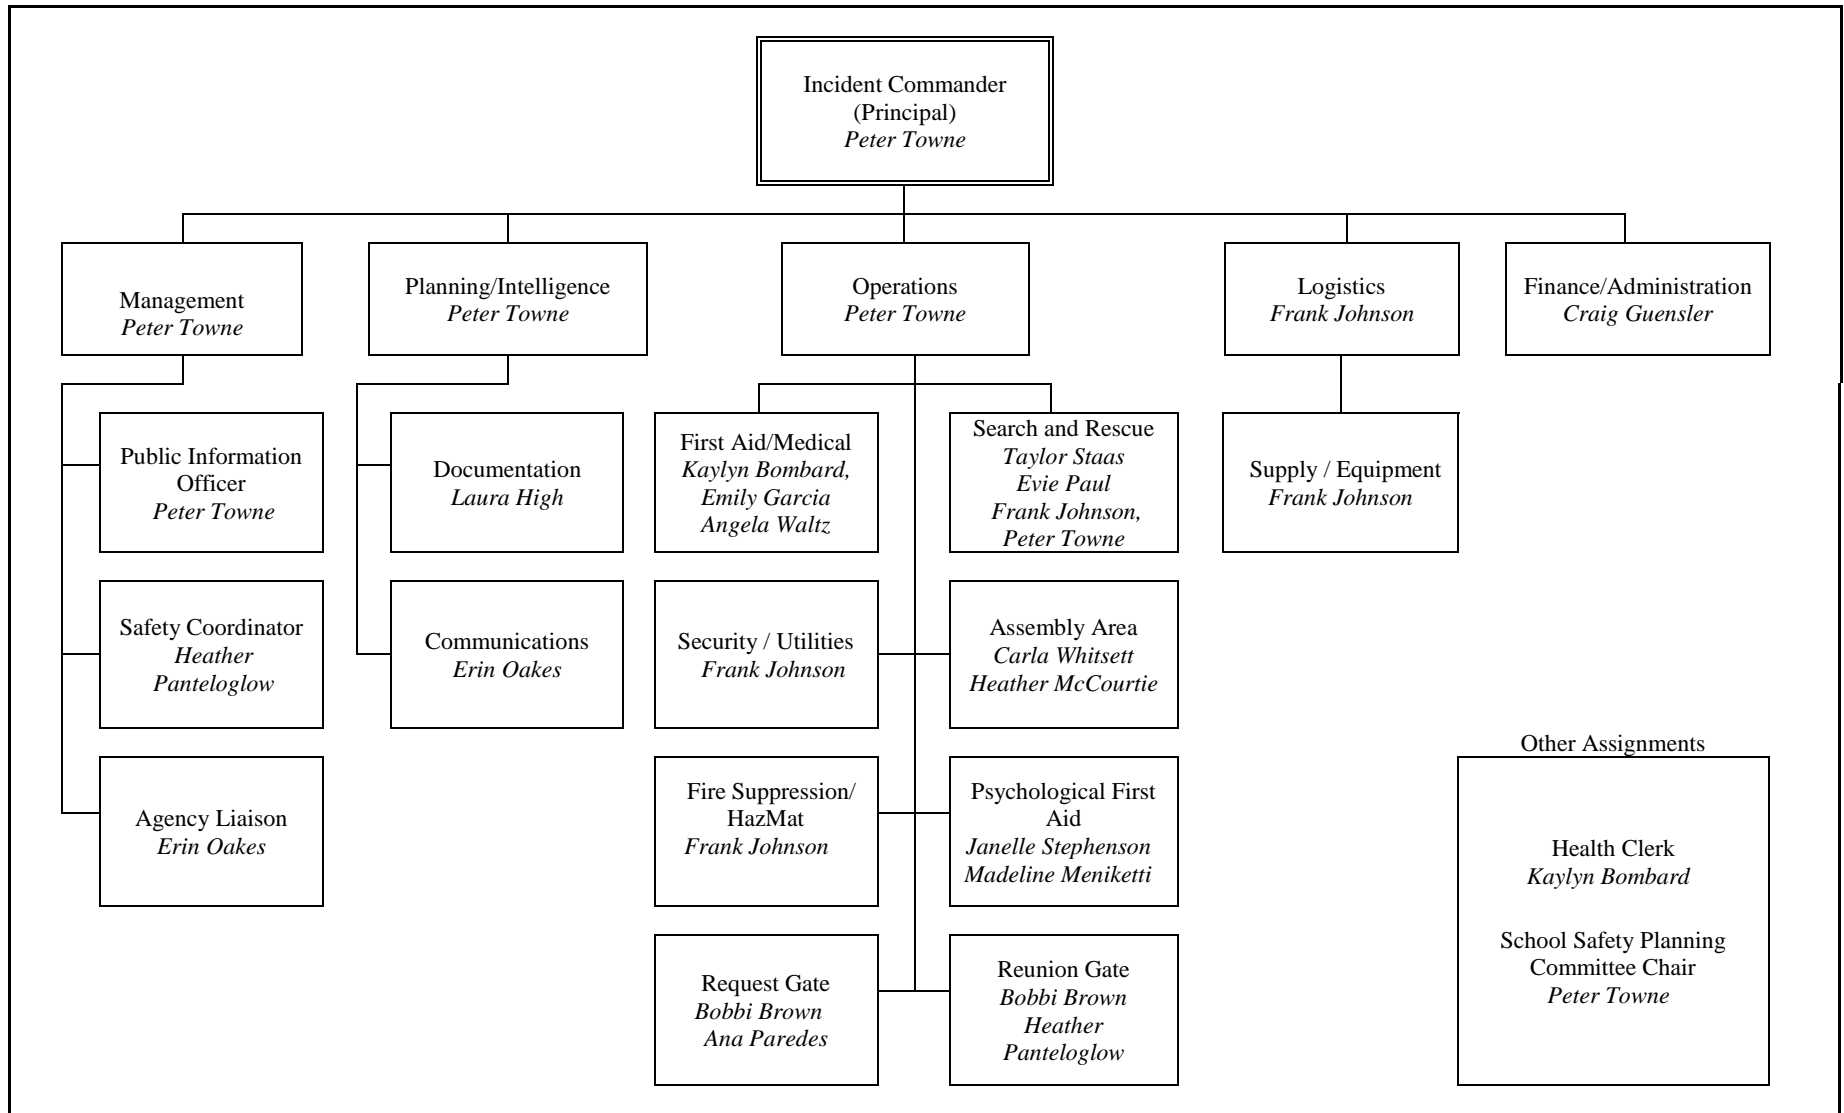 Incident Commander
(Principal)
Peter Towne
Management
Peter Towne
Planning/Intelligence
Peter Towne
Operations
Peter Towne
Logistics
Frank Johnson
Finance/Administration
Craig Guensler
Public Information
Officer
Peter Towne
Documentation
Laura High
First Aid/Medical
Kaylyn Bombard,
Emily Garcia
Angela Waltz
Search and Rescue
Taylor Staas
Evie Paul
Frank Johnson,
Peter Towne
Supply / Equipment
Frank Johnson
Safety Coordinator
Heather
Panteloglow
Communications
Erin Oakes
Security / Utilities
Frank Johnson
Assembly Area
Carla Whitsett
Heather McCourtie
Agency Liaison
Erin Oakes
Fire Suppression/
HazMat
Frank Johnson
Psychological First
Aid
Janelle Stephenson
Madeline Meniketti
Request Gate
Bobbi Brown
Ana Paredes
Reunion Gate
Bobbi Brown
Heather
Panteloglow
Other Assignments
Health Clerk
Kaylyn Bombard
School Safety Planning
Committee Chair
Peter Towne